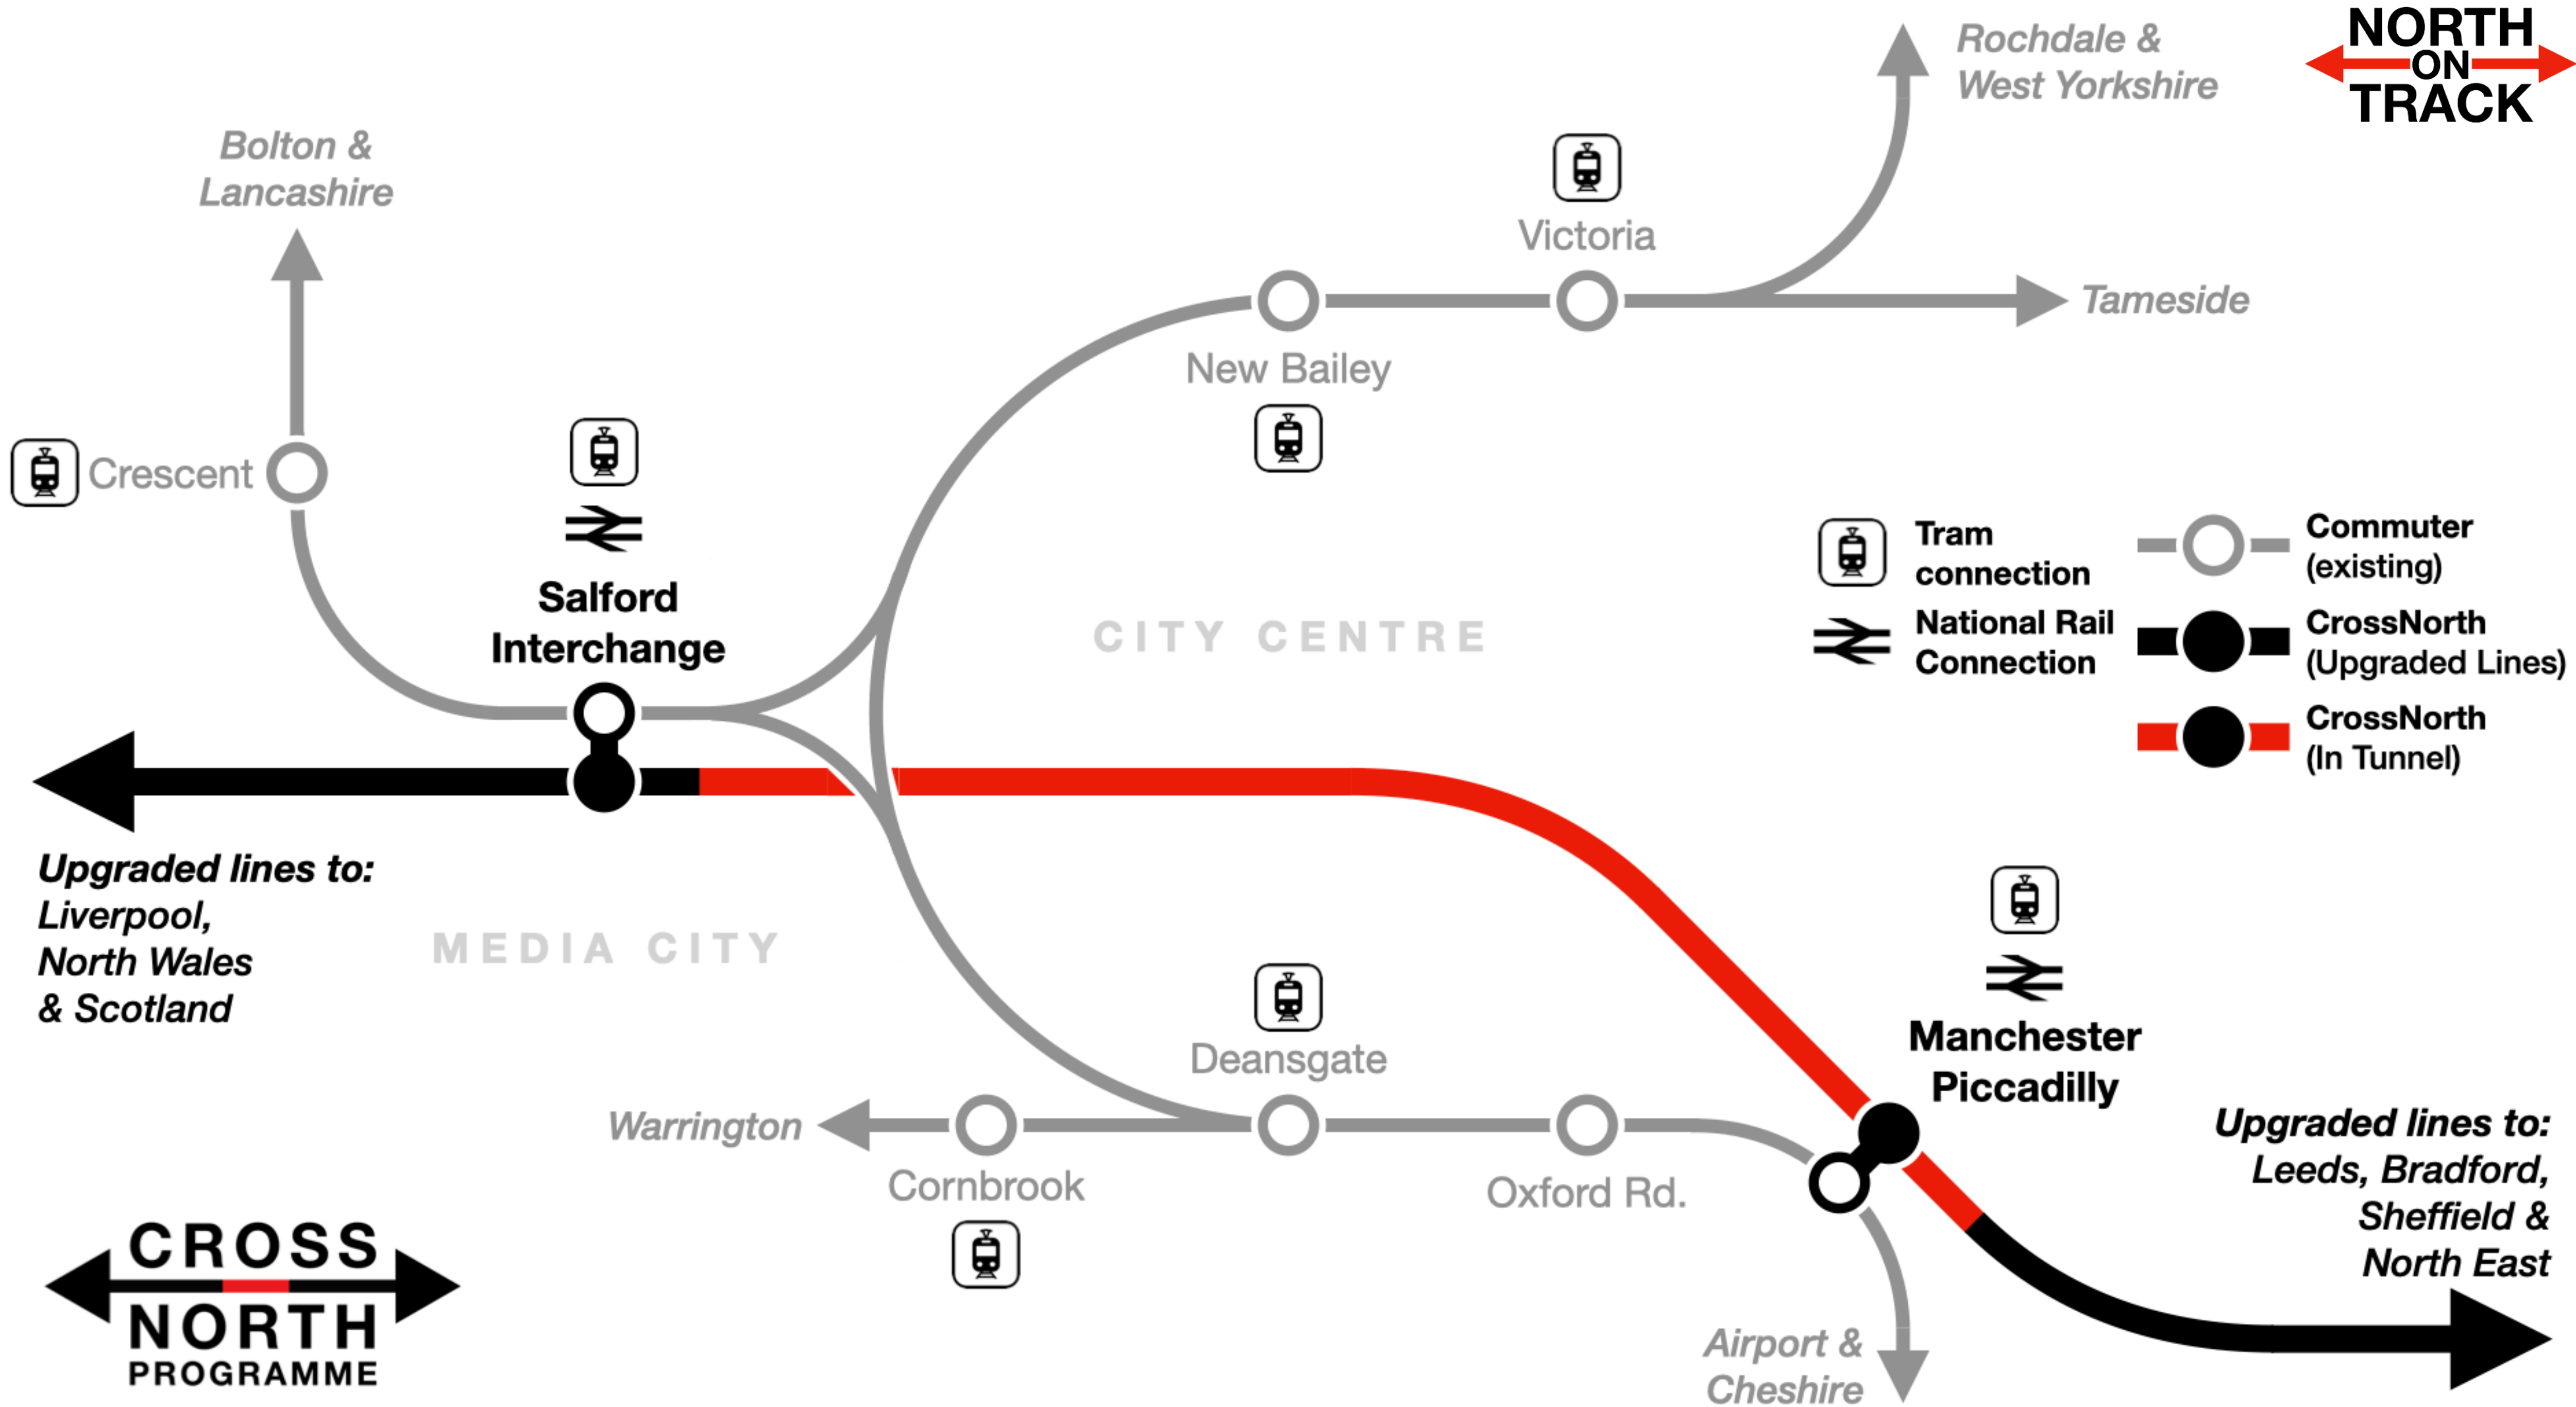 NORTH
ON
TRACK
Rochdale &
West Yorkshire
Bolton &
Lancashire
Victoria
Tameside
New Bailey
Crescent
Salford
Interchange
CITY CENTRE
Tram
connection
National Rail
Connection
Commuter
(existing)
CrossNorth
(Upgraded Lines)
CrossNorth
(In Tunnel)
Upgraded lines to:
Liverpool,
North Wales
& Scotland
MEDIA CITY
Deansgate
Manchester
Piccadilly
Warrington
Cornbrook
Oxford Rd.
Upgraded lines to:
Leeds, Bradford,
Sheffield &
North East
Airport &
Cheshire
CROSS
NORTH
PROGRAMME